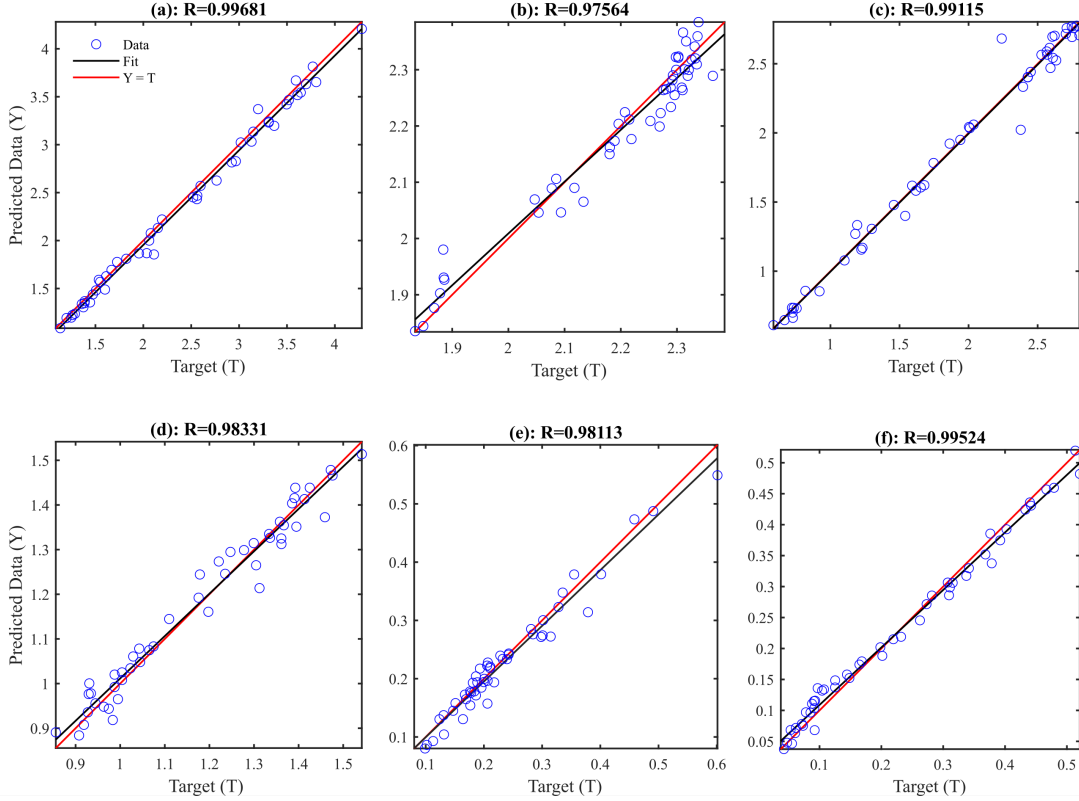 (a): R=0.99681
Data
Fit
Y = T
4
3.5
3
2.5
2
1.5
1.5 2 2.5 3 3.5 4
Target (T)
Predicted Data (Y)
(b): R=0.97564
2.3
2.2
2.1
2
1.9
1.9 2 2.1 2.2 2.3
Target (T)
(c): R=0.99115
2.5
2
1.5
1
1 1.5 2 2.5
Target (T)
(d): R=0.98331
1.5
1.4
1.3
1.2
1.1
1
0.9
0.9 1 1.1 1.2 1.3 1.4 1.5
Target (T)
Predicted Data (Y)
(e): R=0.98113
0.6
0.5
0.4
0.3
0.2
0.1
0.1 0.2 0.3 0.4 0.5 0.6
Target (T)
(f): R=0.99524
0.5
0.45
0.4
0.35
0.3
0.25
0.2
0.15
0.1
0.05
0.1 0.2 0.3 0.4 0.5
Target (T)